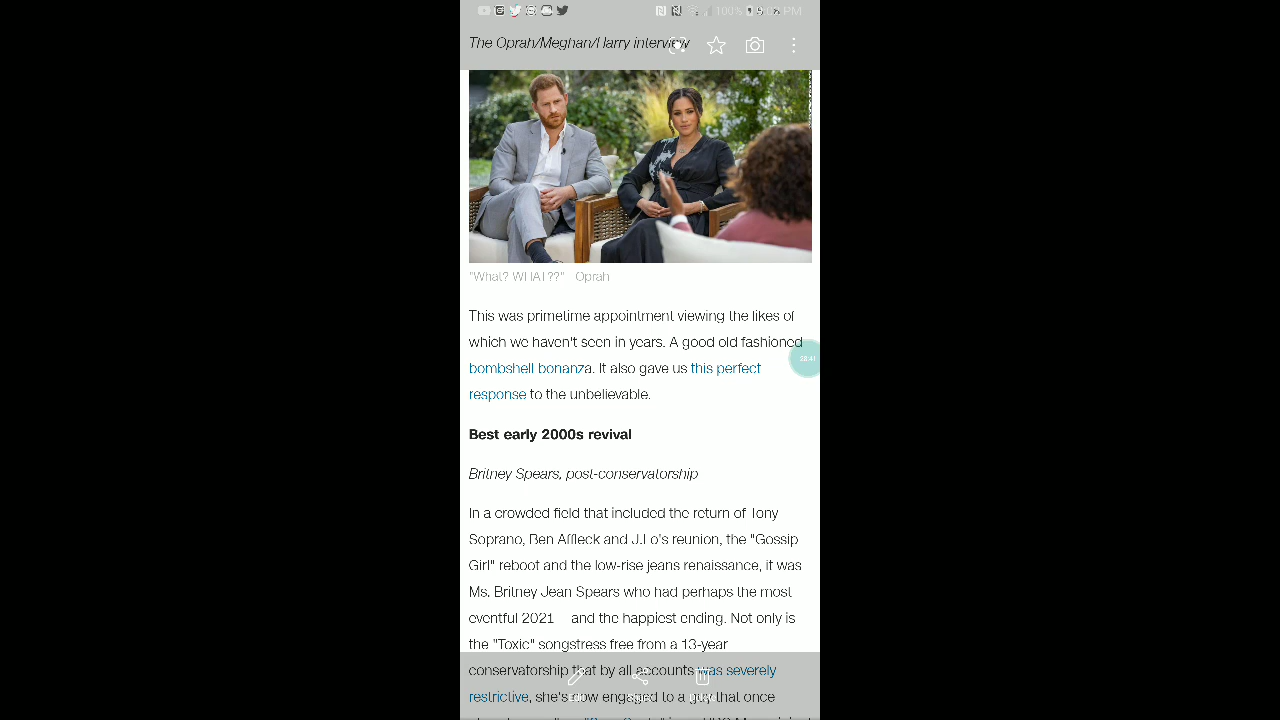 100% 9:02 PM
The Oprah/Meghan/Harry interview
"What? WHAT??" Oprah
This was primetime appointment viewing the likes of
which we haven't seen in years. A good old fashioned
bombshell bonanza. It also gave us this perfect
response to the unbelievable.
Best early 2000s revival
Britney Spears, post-conservatorship
In a crowded field that included the return of Tony
Soprano, Ben Affleck and J.Lo's reunion, the "Gossip
Girl" reboot and the low-rise jeans renaissance, it was
Ms. Britney Jean Spears who had perhaps the most
eventful 2021 and the happiest ending. Not only is
the "Toxic" songstress free from a 13-year
conservatorship that by all accounts was severely
restrictive, she's now engaged to a guy that once